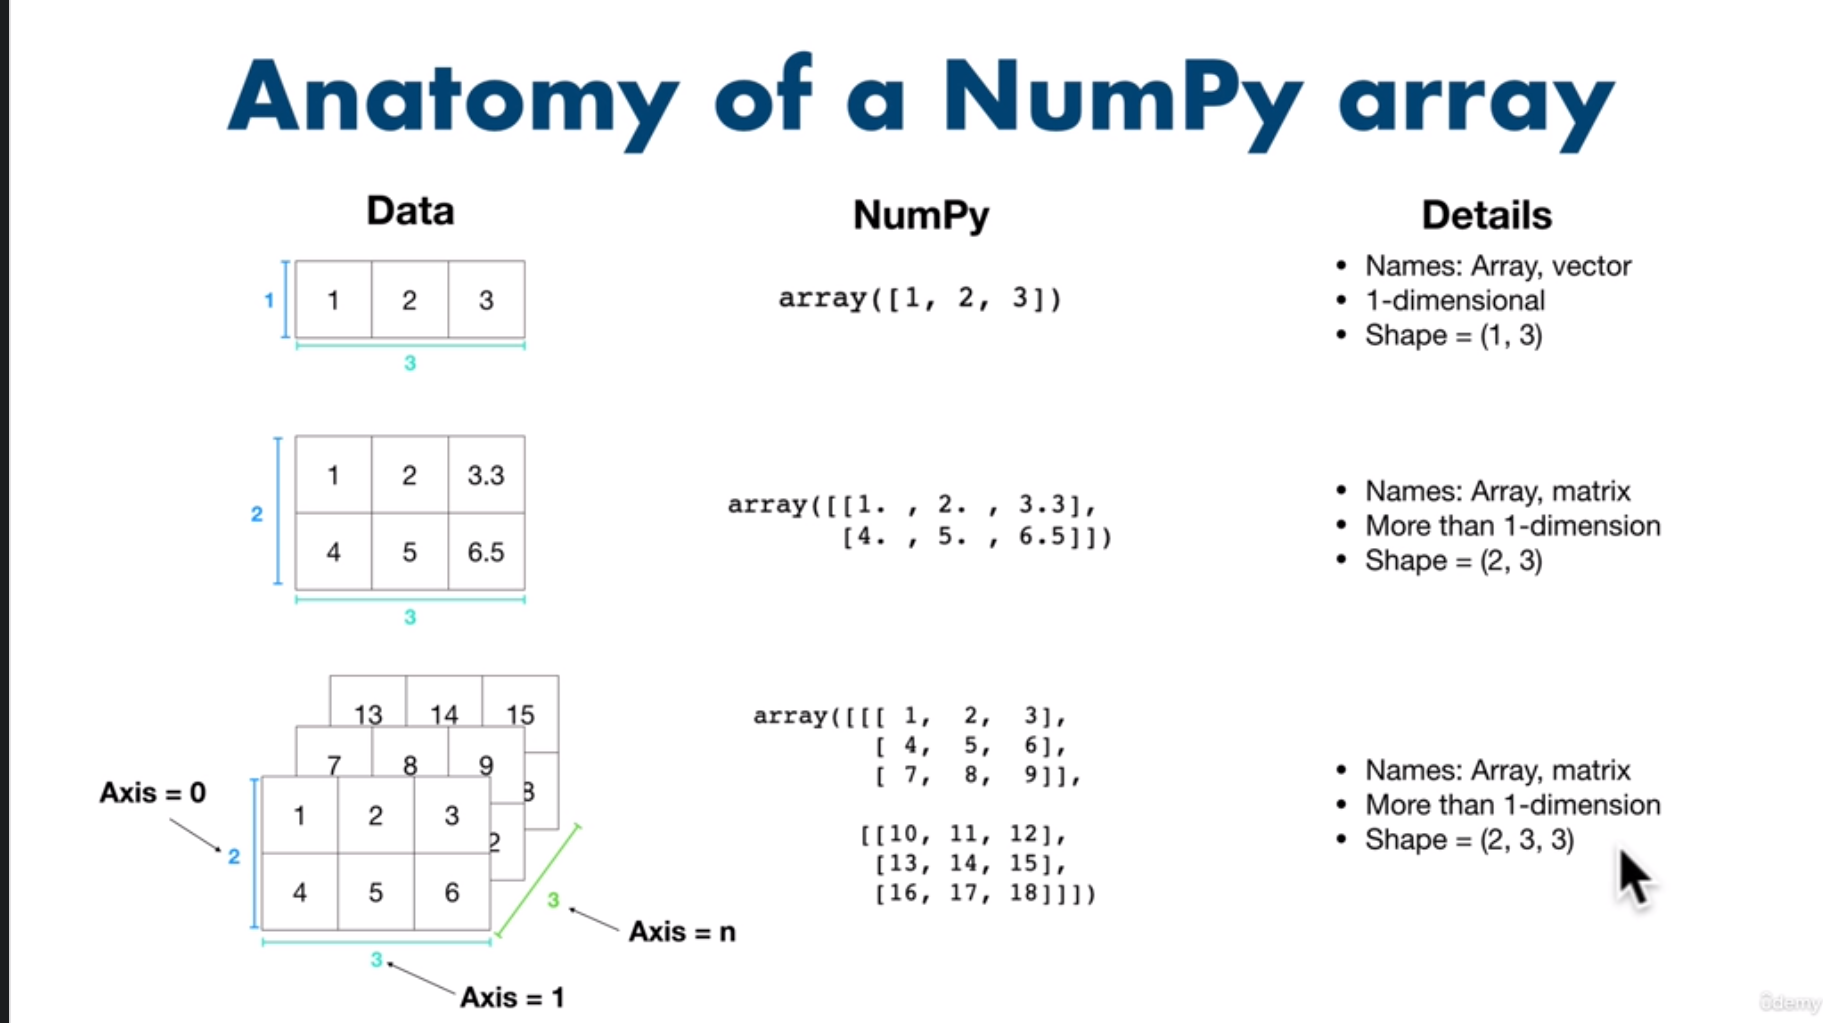 Anatomy of a NumPy array
Data
NumPy
Details
1
1 2 3
3
array([1, 2, 3])
• Names: Array, vector
• 1-dimensional
• Shape = (1, 3)
2
1 2 3.3
4 5 6.5
3
array([[1. , 2. , 3.3],
[4. , 5. , 6.5]])
• Names: Array, matrix
• More than 1-dimension
• Shape = (2, 3)
13 14 15
7 8 9
8
Axis = 0
2
1 2 3
2
4 5 6
3
Axis = n
3
Axis = 1
array([[[ 1, 2, 3],
[ 4, 5, 6],
[ 7, 8, 9]],
[[10, 11, 12],
[13, 14, 15],
[16, 17, 18]]])
• Names: Array, matrix
• More than 1-dimension
• Shape = (2, 3, 3)
ûdemy